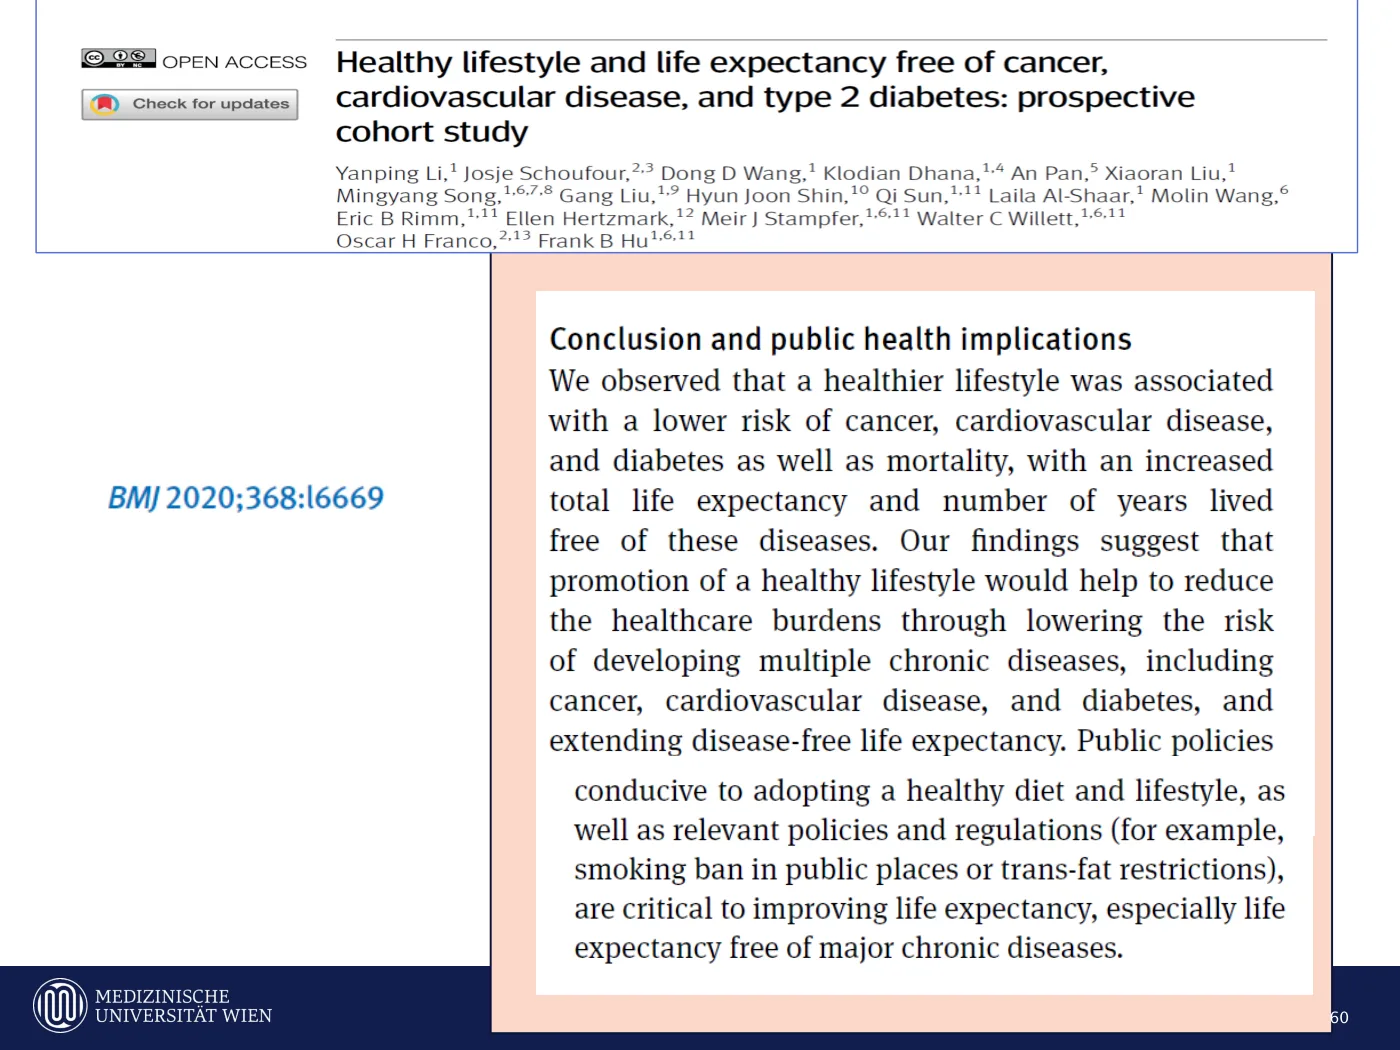 OPEN ACCESS
Check for updates
Healthy lifestyle and life expectancy free of cancer,
cardiovascular disease, and type 2 diabetes: prospective
cohort study
Yanping Li,1 Josje Schoufour,2,3 Dong D Wang,1 Klodian Dhana,1,4 An Pan,5 Xiaoran Liu,1
Mingyang Song,1,6,7,8 Gang Liu,1,9 Hyun Joon Shin,10 Qi Sun,1,11 Laila Al-Shaar,1 Molin Wang,6
Eric B Rimm,1,11 Ellen Hertzmark,12 Meir J Stampfer,1,6,11 Walter C Willett,1,6,11
Oscar H Franco,2,13 Frank B Hu1,6,11
BMJ 2020;368:l6669
Conclusion and public health implications
We observed that a healthier lifestyle was associated
with a lower risk of cancer, cardiovascular disease,
and diabetes as well as mortality, with an increased
total life expectancy and number of years lived
free of these diseases. Our findings suggest that
promotion of a healthy lifestyle would help to reduce
the healthcare burdens through lowering the risk
of developing multiple chronic diseases, including
cancer, cardiovascular disease, and diabetes, and
extending disease-free life expectancy. Public policies
conducive to adopting a healthy diet and lifestyle, as
well as relevant policies and regulations (for example,
smoking ban in public places or trans-fat restrictions),
are critical to improving life expectancy, especially life
expectancy free of major chronic diseases.
MEDIZINISCHE
UNIVERSITÄT WIEN
60